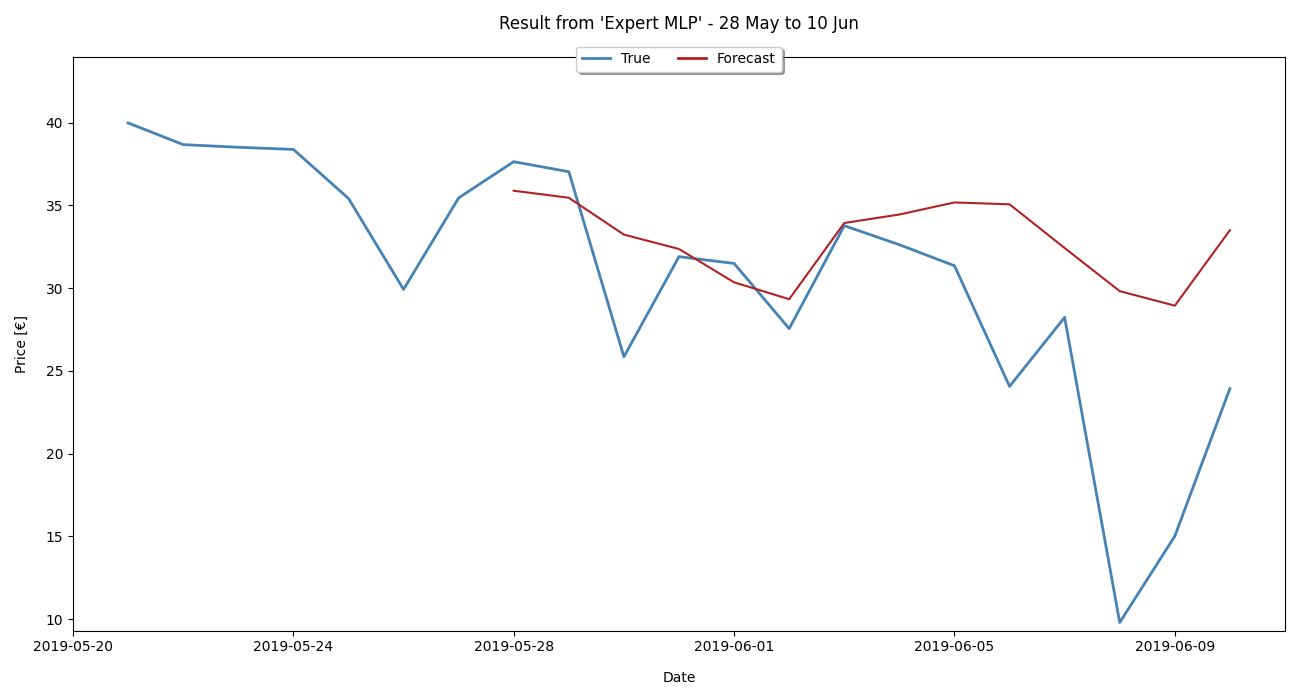 Result from 'Expert MLP' - 28 May to 10 Jun
True Forecast
Price [€]
40
35
30
25
20
15
10
2019-05-20 2019-05-24 2019-05-28 2019-06-01 2019-06-05 2019-06-09
Date